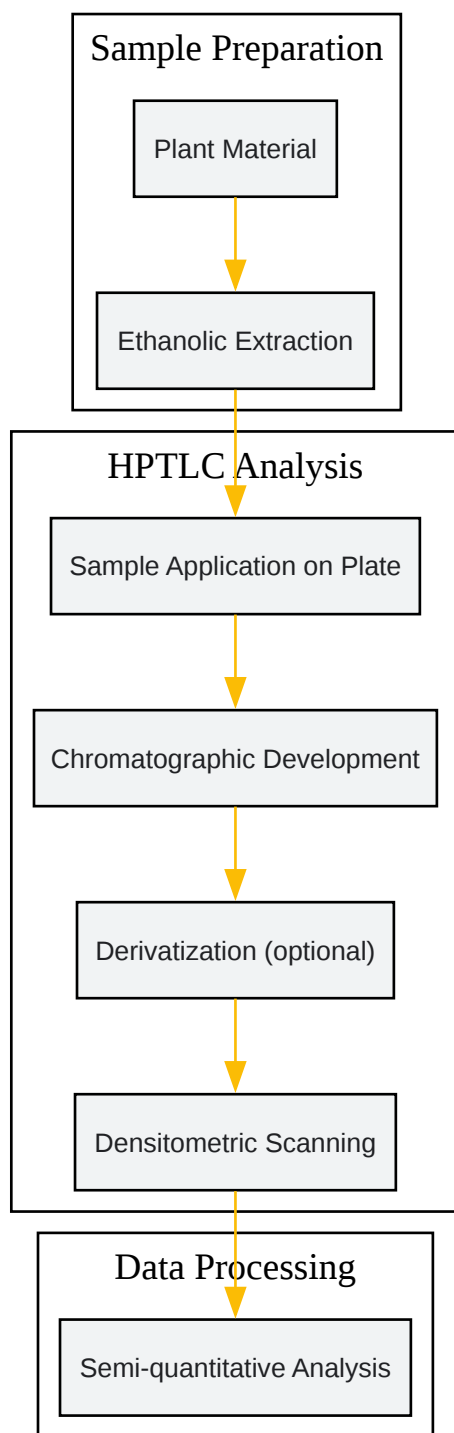 Sample Preparation
Plant Material
Ethanolic Extraction
HPTLC Analysis
Sample Application on Plate
Chromatographic Development
Derivatization (optional)
Densitometric Scanning
Data Processing
Semi-quantitative Analysis